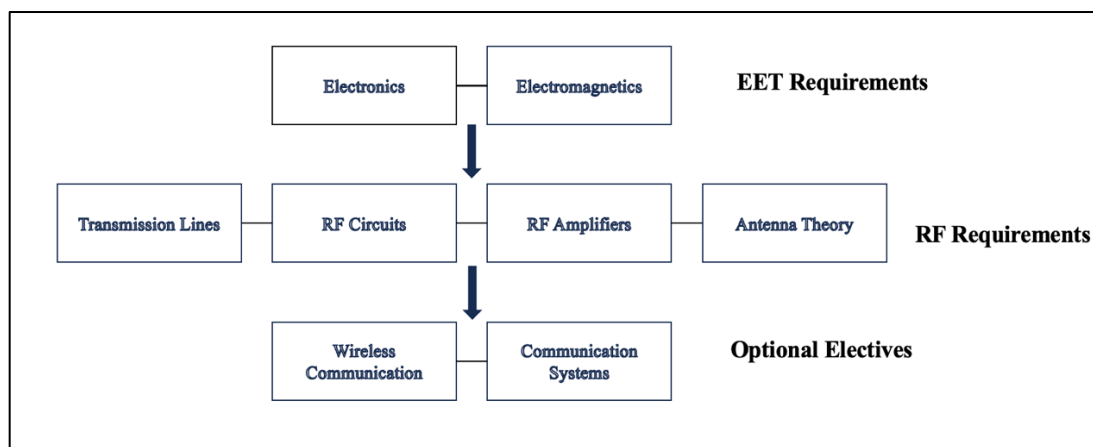 Electronics
Electromagnetics
EET Requirements
Transmission Lines
RF Circuits
RF Amplifiers
Antenna Theory
RF Requirements
Wireless
Communication
Communication
Systems
Optional Electives